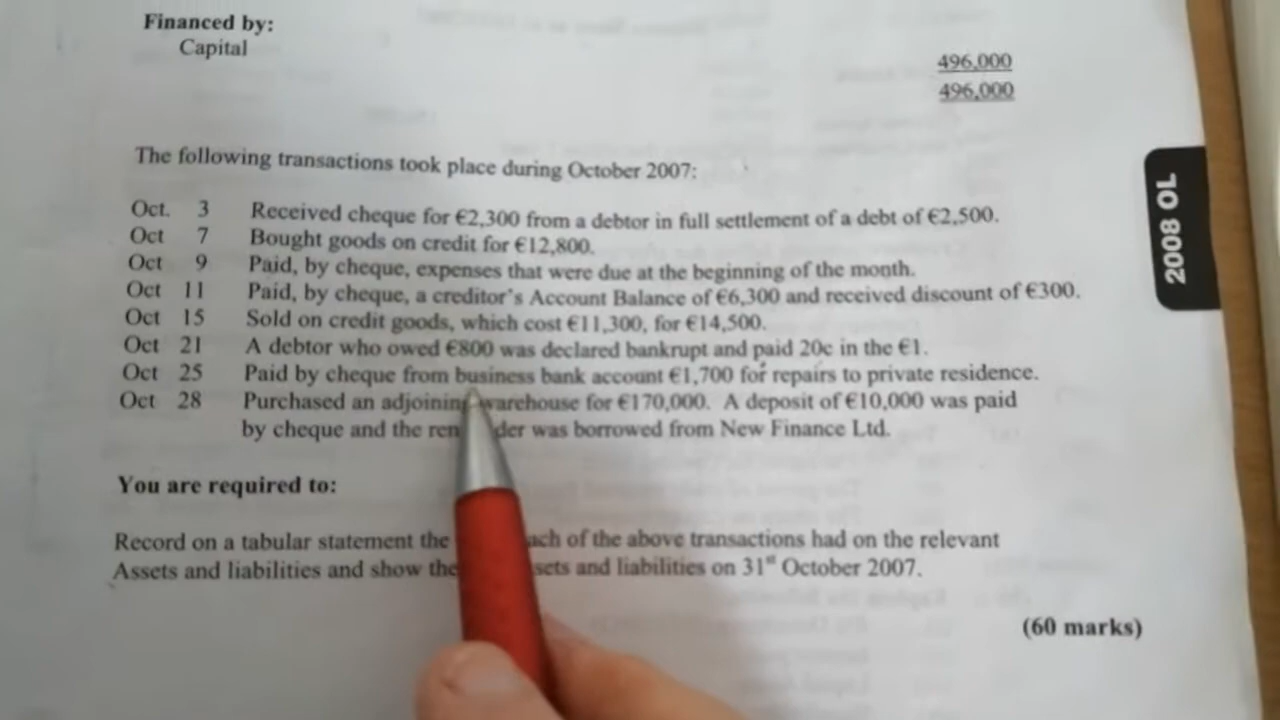 Financed by:
Capital
496,000
496,000
The following transactions took place during October 2007:
Oct. 3 Received cheque for €2,300 from a debtor in full settlement of a debt of €2,500.
Oct 7 Bought goods on credit for €12,800.
Oct 9 Paid, by cheque, expenses that were due at the beginning of the month.
Oct 11 Paid, by cheque, a creditor's Account Balance of €6,300 and received discount of €300.
Oct 15 Sold on credit goods, which cost €11,300, for €14,500.
Oct 21 A debtor who owed €800 was declared bankrupt and paid 20c in the €1.
Oct 25 Paid by cheque from business bank account €1,700 for repairs to private residence.
Oct 28 Purchased an adjoining warehouse for €170,000. A deposit of €10,000 was paid
by cheque and the ren der was borrowed from New Finance Ltd.
You are required to:
Record on a tabular statement the ach of the above transactions had on the relevant
Assets and liabilities and show the sets and liabilities on 31st October 2007.
(60 marks)
2008 OL